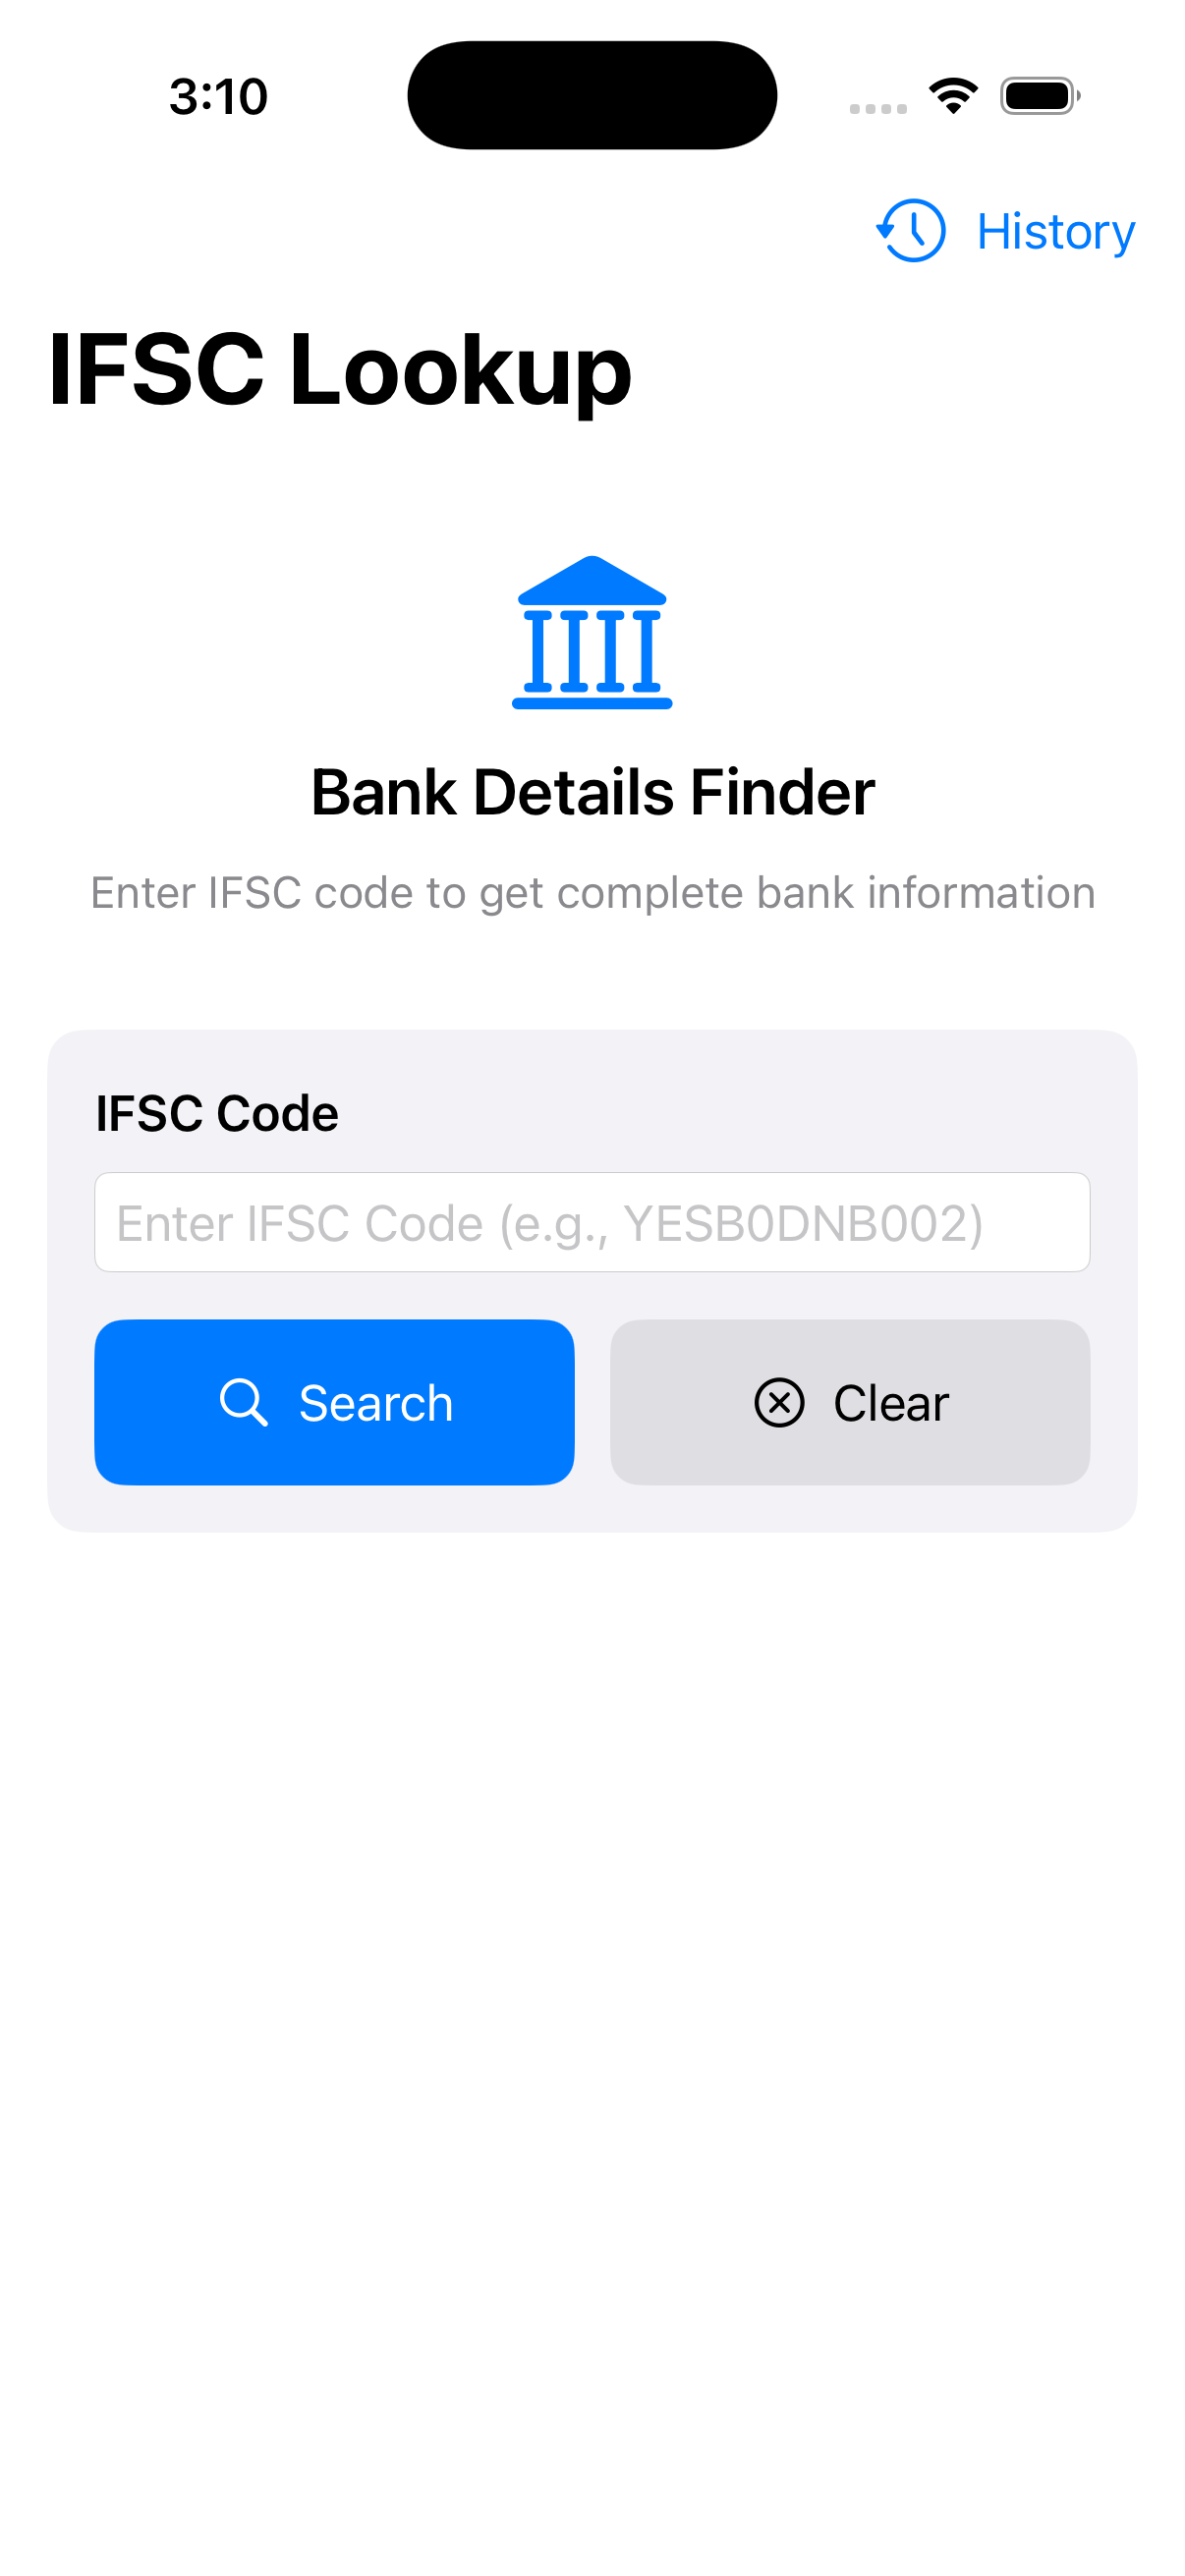 3:10
History
IFSC Lookup
Bank Details Finder
Enter IFSC code to get complete bank information
IFSC Code
Enter IFSC Code (e.g., YESB0DNB002)
Search
Clear